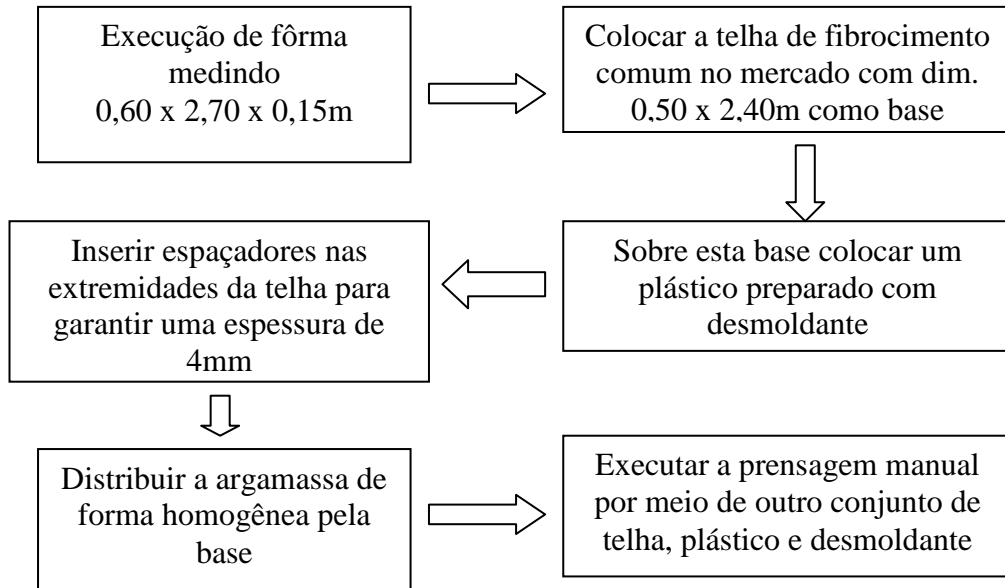 Execução de fôrma
medindo
0,60 x 2,70 x 0,15m
Colocar a telha de fibrocimento
comum no mercado com dim.
0,50 x 2,40m como base
Sobre esta base colocar um
plástico preparado com
desmoldante
Inserir espaçadores nas
extremidades da telha para
garantir uma espessura de
4mm
Distribuir a argamassa de
forma homogênea pela
base
Executar a prensagem manual
por meio de outro conjunto de
telha, plástico e desmoldante